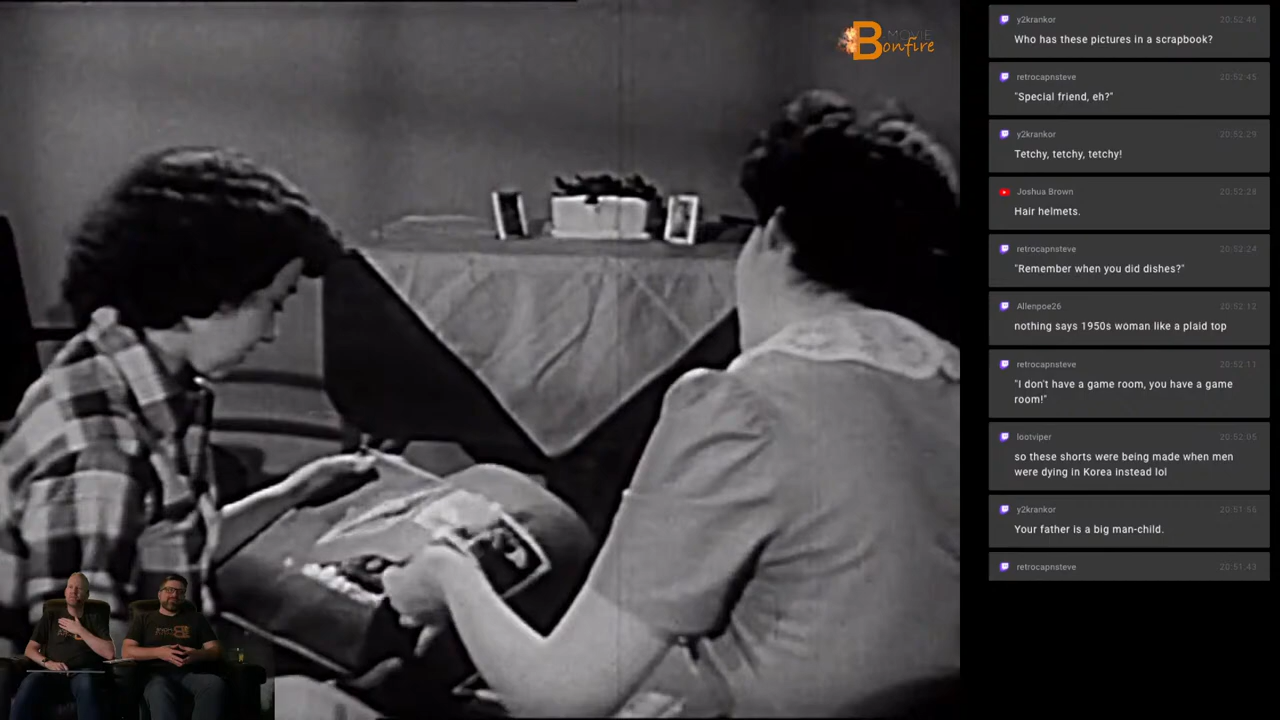 MOVIE
Bonfire
y2krankor 20:52:46
Who has these pictures in a scrapbook?
retrocapnsteve 20:52:45
"Special friend, eh?"
y2krankor 20:52:29
Tetchy, tetchy, tetchy!
Joshua Brown 20:52:28
Hair helmets.
retrocapnsteve 20:52:24
"Remember when you did dishes?"
Allenpoe26 20:52:12
nothing says 1950s woman like a plaid top
retrocapnsteve 20:52:11
"I don't have a game room, you have a game
room!"
lootviper 20:52:05
so these shorts were being made when men
were dying in Korea instead lol
y2krankor 20:51:56
Your father is a big man-child.
retrocapnsteve 20:51:43